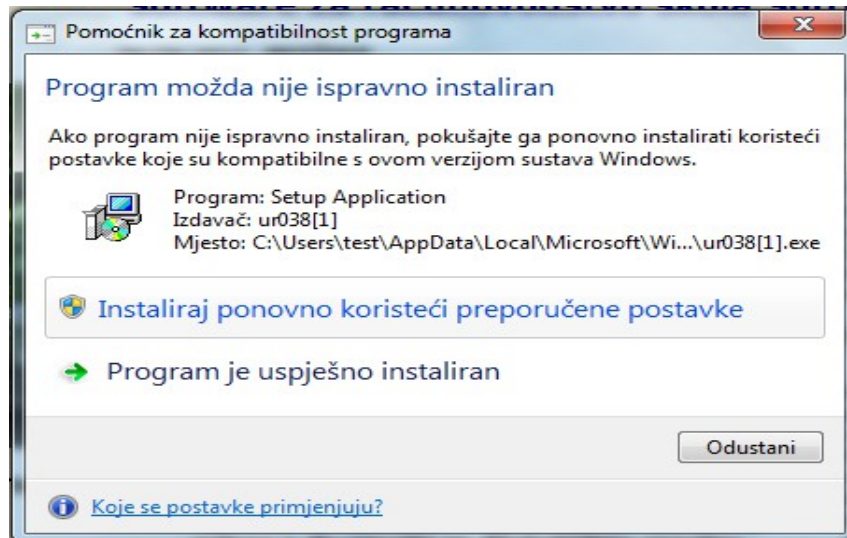 Pomoćnik za kompatibilnost programa
Program možda nije ispravno instaliran
Ako program nije ispravno instaliran, pokušajte ga ponovno instalirati koristeći
postavke koje su kompatibilne s ovom verzijom sustava Windows.
Program: Setup Application
Izdavač: ur038[1]
Mjesto: C:\Users\test\AppData\Local\Microsoft\Wi...\ur038[1].exe
Instaliraj ponovno koristeći preporučene postavke
Program je uspješno instaliran
Odustani
Koje se postavke primjenjuju?